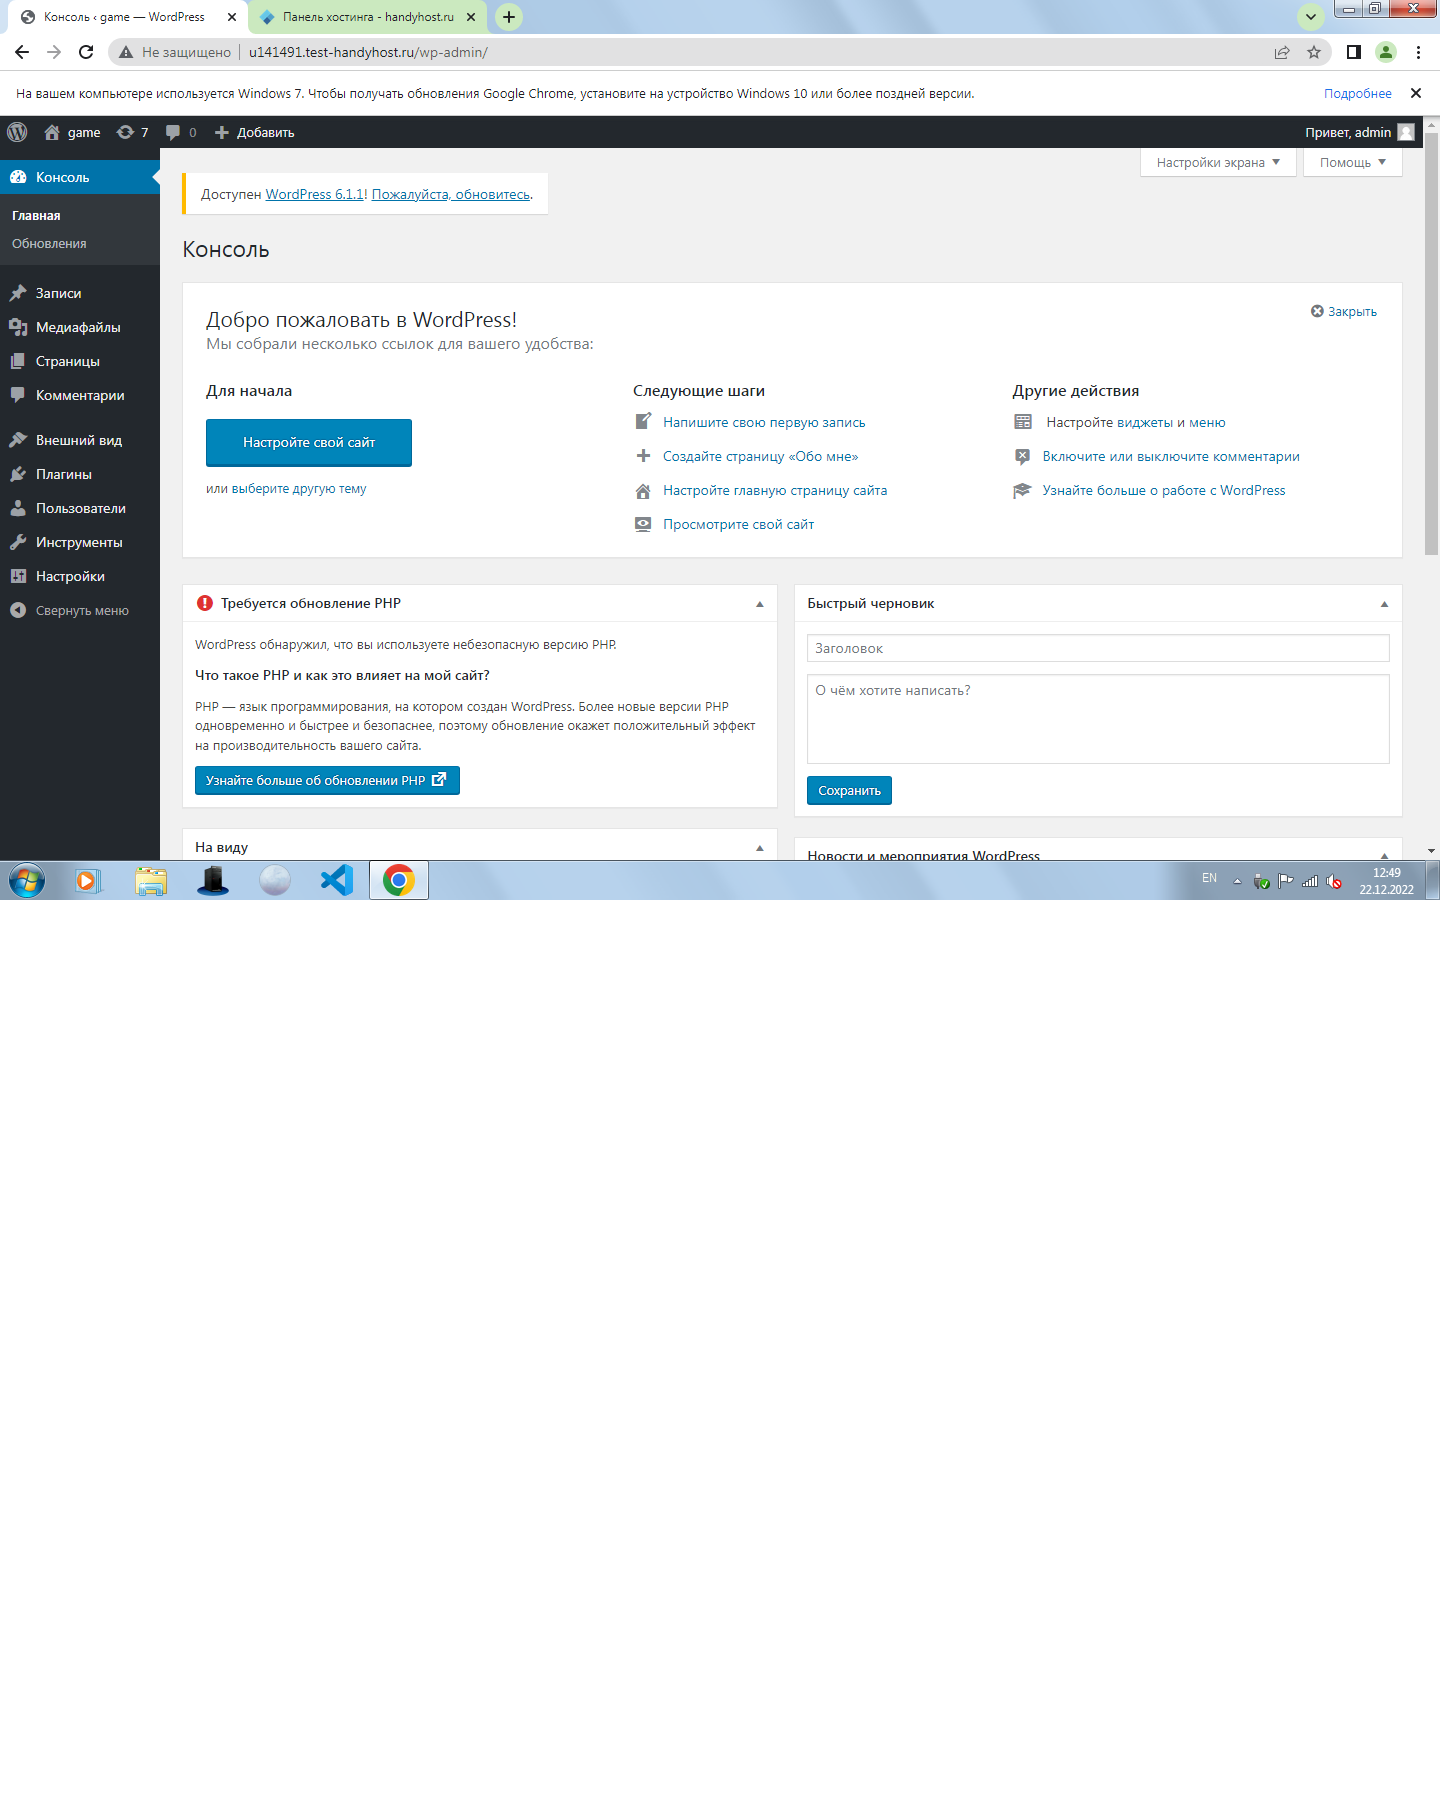 Консоль ‹ game — WordPress
Панель хостинга - handyhost.ru
Не защищено
u141491.test-handyhost.ru/wp-admin/
На вашем компьютере используется Windows 7. Чтобы получать обновления Google Chrome, установите на устройство Windows 10 или более поздней версии.
Подробнее
game
7
0
Добавить
Привет, admin
Консоль
Главная
Обновления
Записи
Медиафайлы
Страницы
Комментарии
Внешний вид
Плагины
Пользователи
Инструменты
Настройки
Свернуть меню
Настройки экрана
Помощь
Доступен WordPress 6.1.1! Пожалуйста, обновитесь.
Консоль
Добро пожаловать в WordPress!
Закрыть
Мы собрали несколько ссылок для вашего удобства:
Для начала
Настройте свой сайт
или выберите другую тему
Следующие шаги
Напишите свою первую запись
Создайте страницу «Обо мне»
Настройте главную страницу сайта
Просмотрите свой сайт
Другие действия
Настройте виджеты и меню
Включите или выключите комментарии
Узнайте больше о работе с WordPress
Требуется обновление PHP
WordPress обнаружил, что вы используете небезопасную версию PHP.
Что такое PHP и как это влияет на мой сайт?
PHP — язык программирования, на котором создан WordPress. Более новые версии PHP
одновременно и быстрее и безопаснее, поэтому обновление окажет положительный эффект
на производительность вашего сайта.
Узнайте больше об обновлении PHP
На виду
Быстрый черновик
Заголовок
О чём хотите написать?
Сохранить
Новости и мероприятия WordPress
EN
12:49
22.12.2022